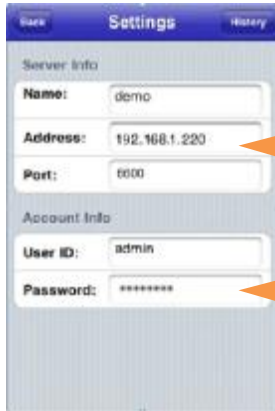 Back Settings History
Server Info
Name: demo
Address: 192.168.1.220
Port: 6600
Account Info
User ID: admin
Password: ********